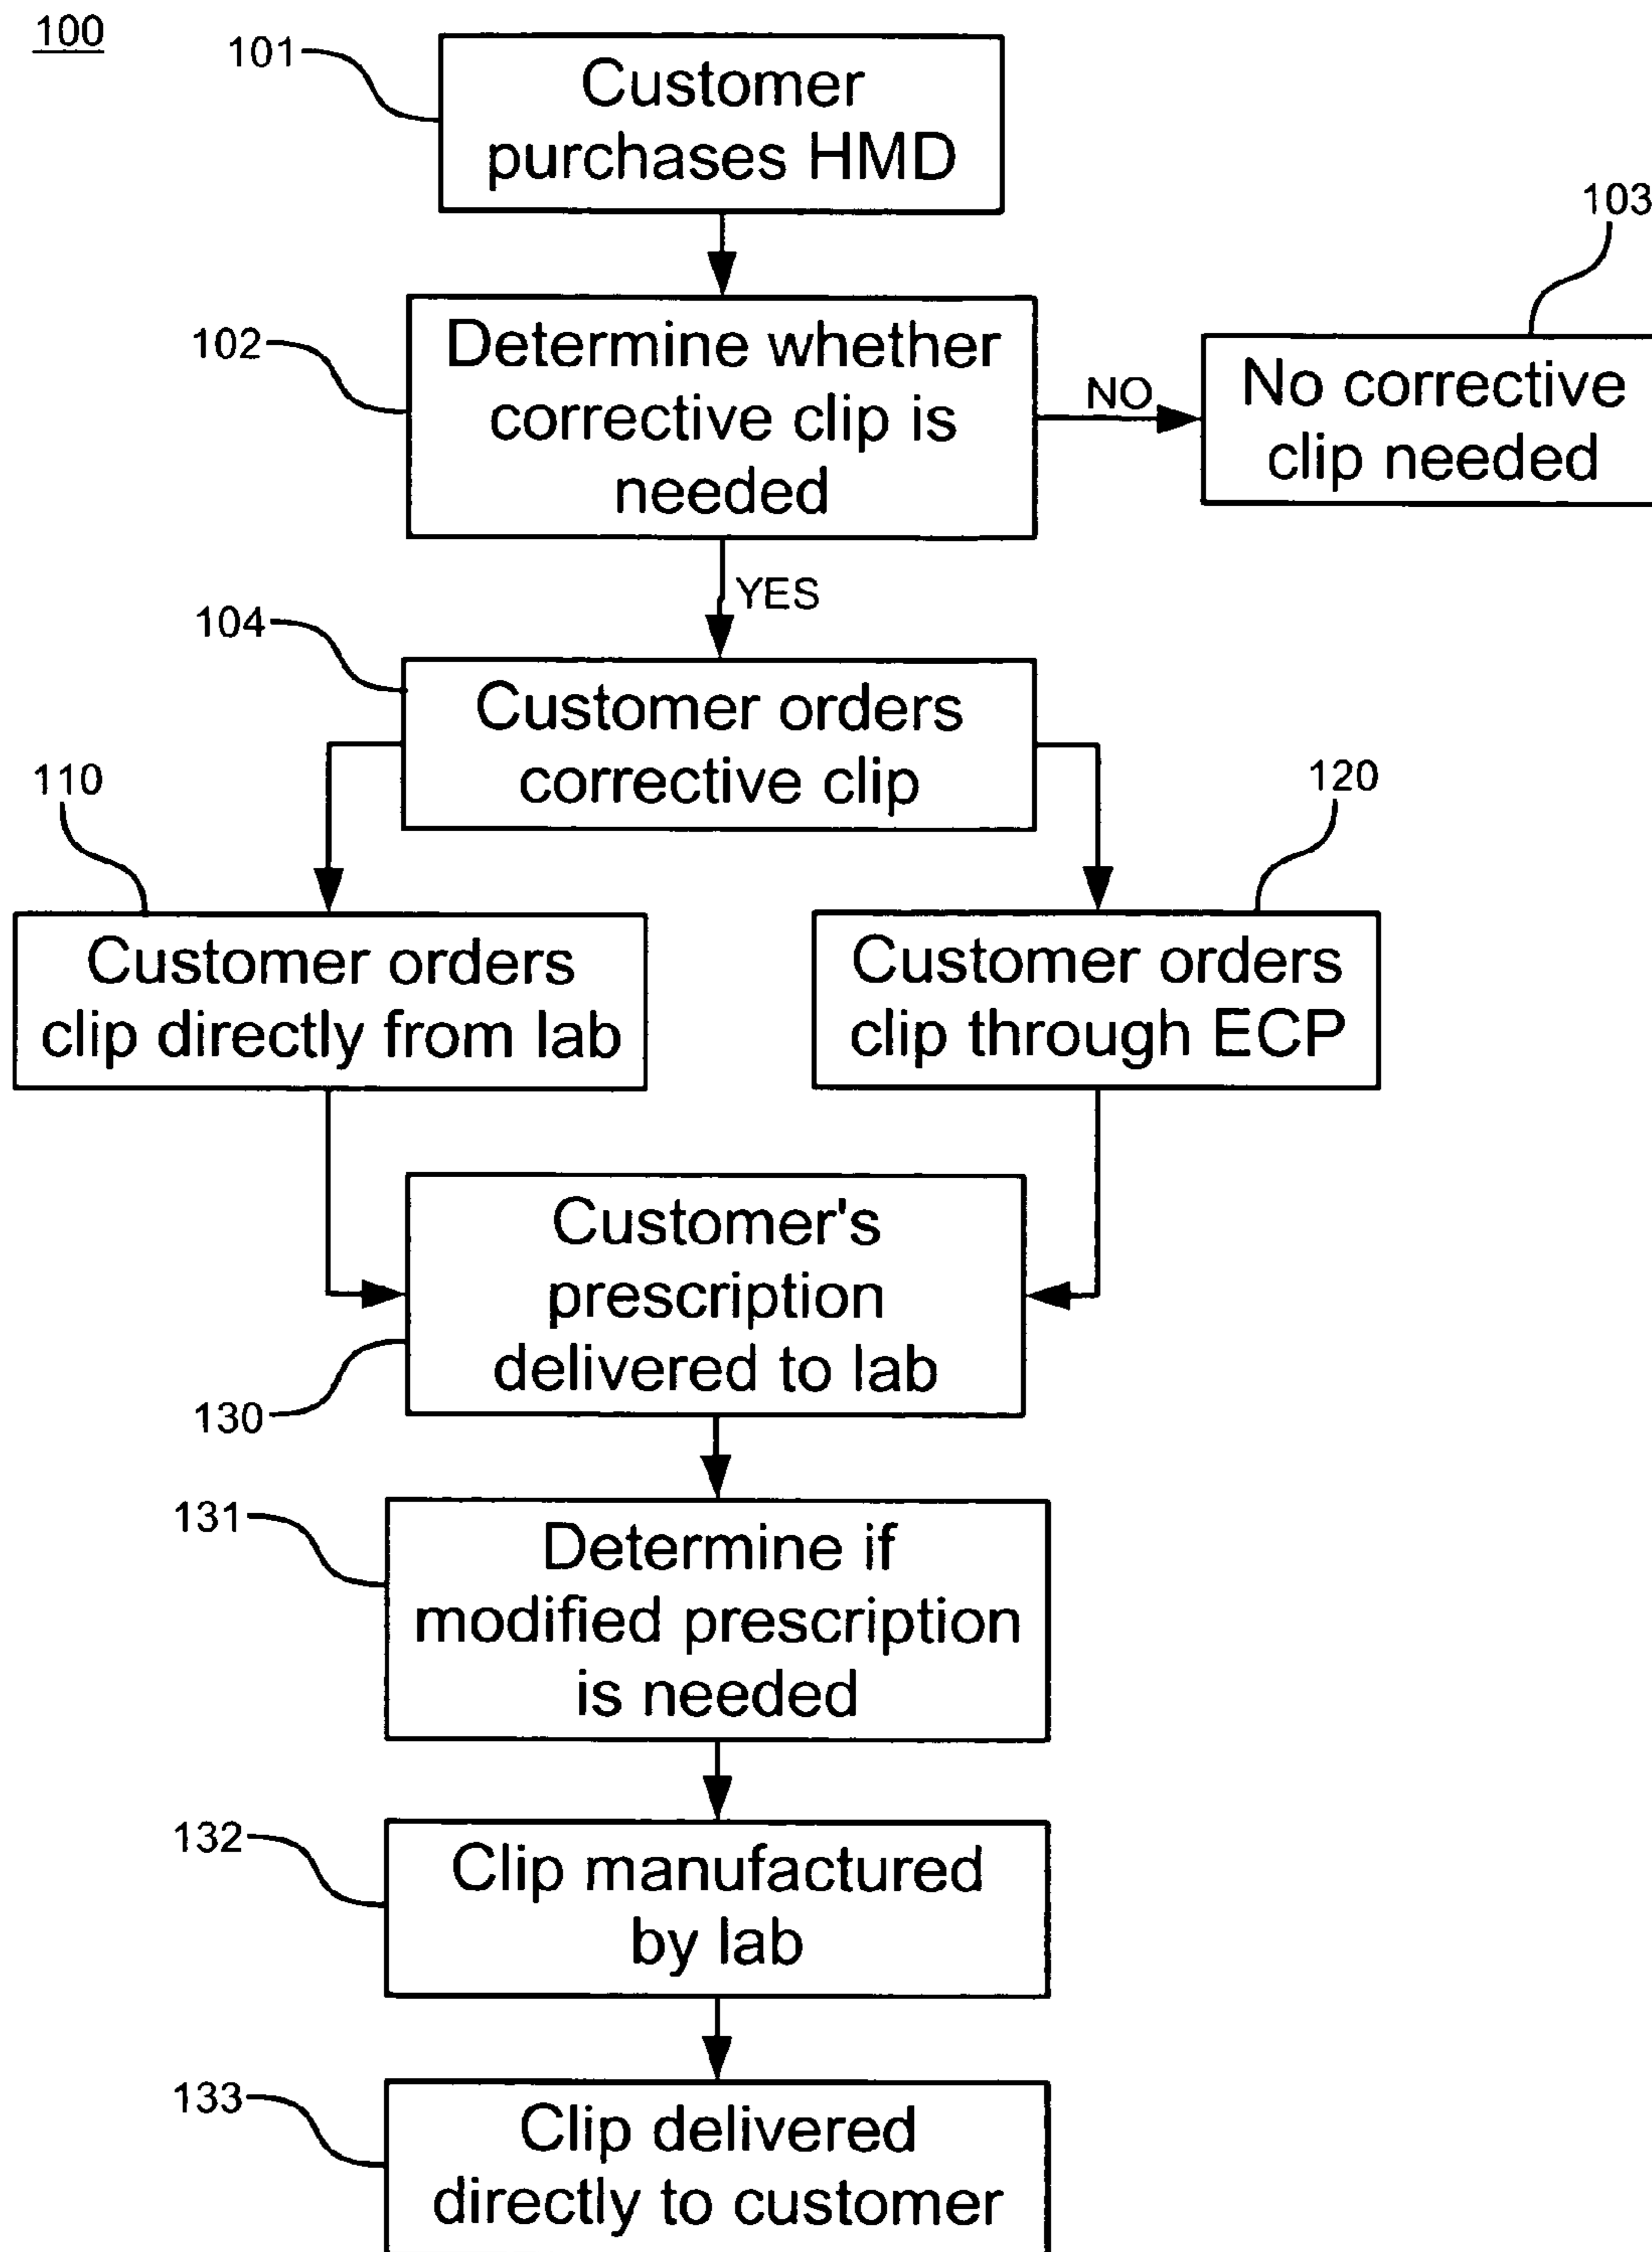 100
101
Customer
purchases HMD
102
Determine whether
corrective clip is
needed
NO
103
No corrective
clip needed
YES
104
Customer orders
corrective clip
110
Customer orders
clip directly from lab
120
Customer orders
clip through ECP
Customer's
prescription
delivered to lab
130
131
Determine if
modified prescription
is needed
132
Clip manufactured
by lab
133
Clip delivered
directly to customer